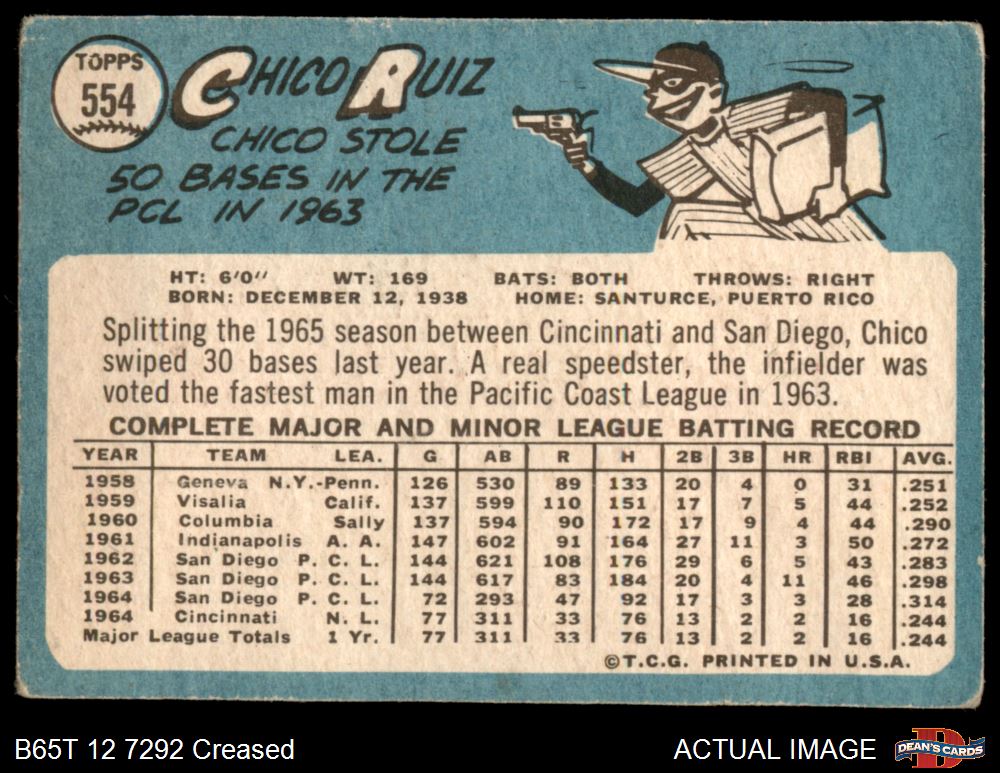 TOPPS
554
CHICO RUIZ
CHICO STOLE
50 BASES IN THE
PCL IN 1963
HT: 6'0" WT: 169 BATS: BOTH THROWS: RIGHT
BORN: DECEMBER 12, 1938 HOME: SANTURCE, PUERTO RICO
Splitting the 1965 season between Cincinnati and San Diego, Chico
swiped 30 bases last year. A real speedster, the infielder was
voted the fastest man in the Pacific Coast League in 1963.
COMPLETE MAJOR AND MINOR LEAGUE BATTING RECORD
YEAR TEAM LEA. G AB R H 2B 3B HR RBI AVG.
1958 Geneva N.Y.-Penn. 126 530 89 133 20 4 0 31 .251
1959 Visalia Calif. 137 599 110 151 17 7 5 44 .252
1960 Columbia Sally 137 594 90 172 17 9 4 44 .290
1961 Indianapolis A. A. 147 602 91 164 27 11 3 50 .272
1962 San Diego P. C. L. 144 621 108 176 29 6 5 43 .283
1963 San Diego P. C. L. 144 617 83 184 20 4 11 46 .298
1964 San Diego P. C. L. 72 293 47 92 17 3 3 28 .314
1964 Cincinnati N. L. 77 311 33 76 13 2 2 16 .244
Major League Totals 1 Yr. 77 311 33 76 13 2 2 16 .244
©T.C.G. PRINTED IN U.S.A.
B65T 12 7292 Creased
ACTUAL IMAGE
DEAN'S CARDS